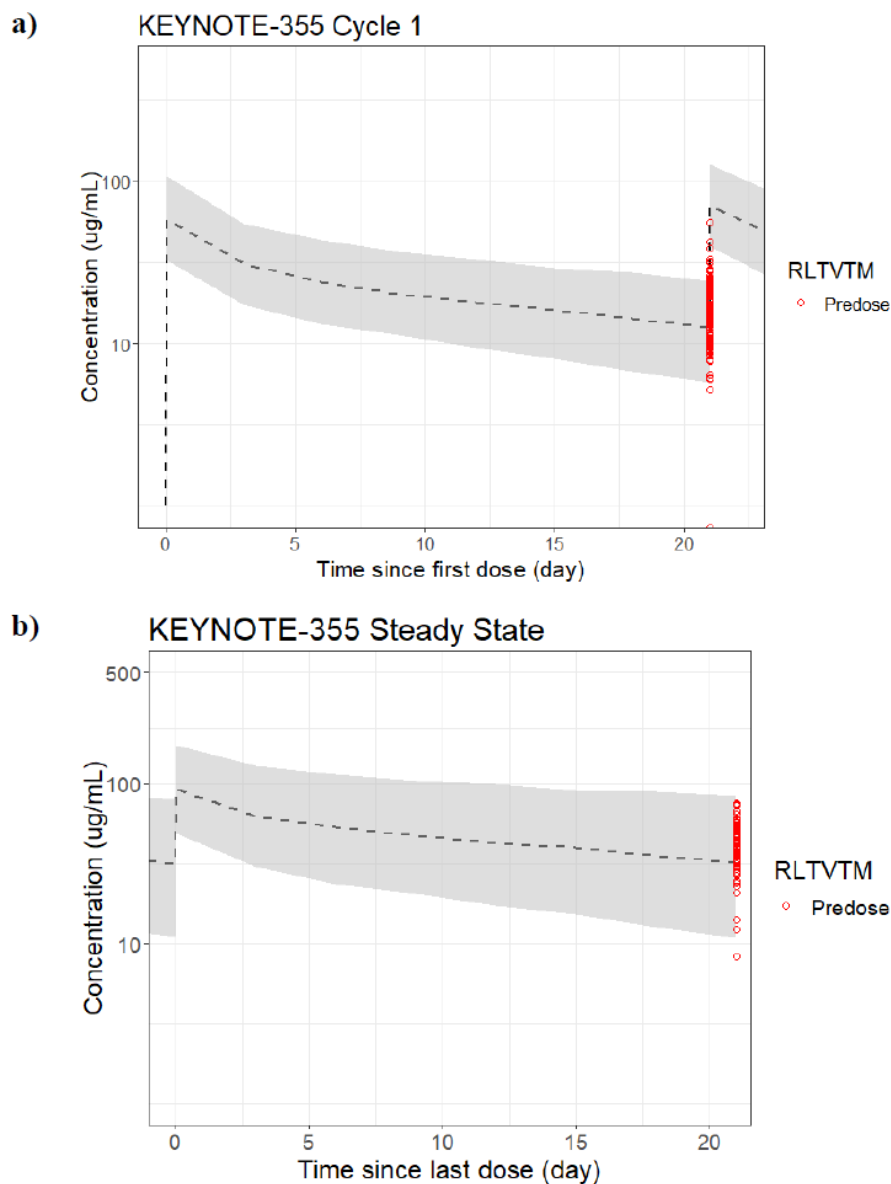 a)
KEYNOTE-355 Cycle 1
Concentration (ug/mL)
100
10
0 5 10 15 20
Time since first dose (day)
RLTVTM
Predose
b)
KEYNOTE-355 Steady State
Concentration (ug/mL)
500
100
10
0 5 10 15 20
Time since last dose (day)
RLTVTM
Predose